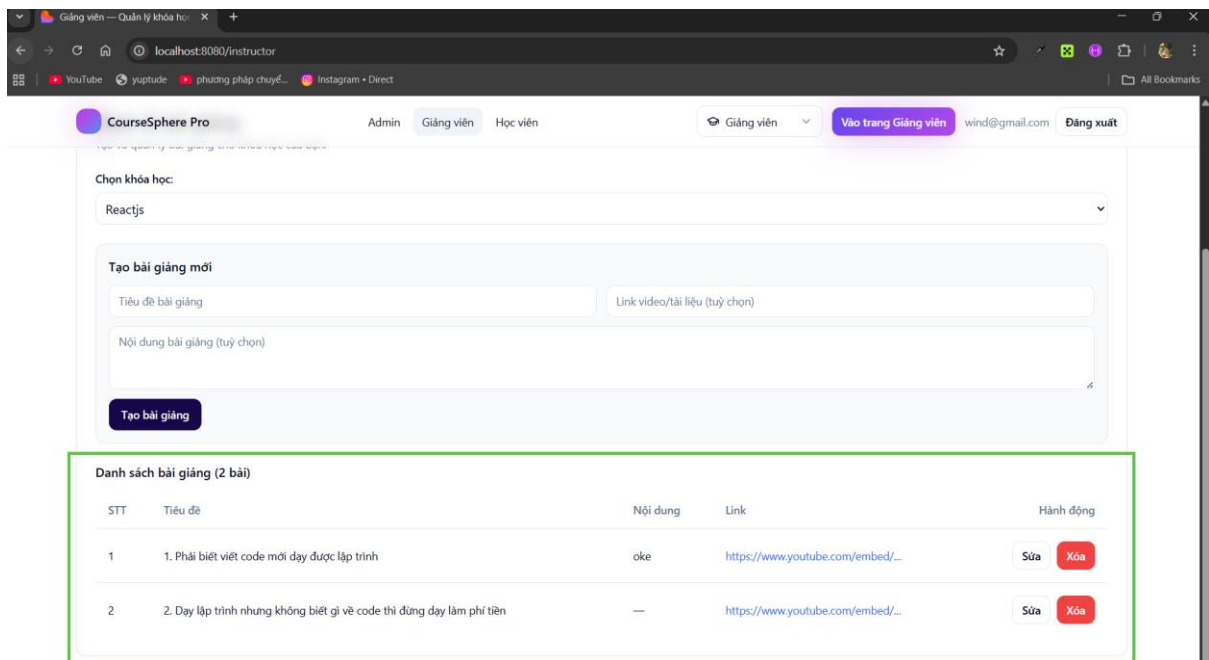 Giảng viên — Quản lý khóa họ
localhost:8080/instructor
YouTube yuptude phương pháp chuyể... Instagram • Direct All Bookmarks
CourseSphere Pro Admin Giảng viên Học viên Giảng viên Vào trang Giảng viên wind@gmail.com Đăng xuất
Chọn khóa học:
Reactjs
Tạo bài giảng mới
Tiêu đề bài giảng Link video/tài liệu (tuỳ chọn)
Nội dung bài giảng (tuỳ chọn)
Tạo bài giảng
Danh sách bài giảng (2 bài)
STT Tiêu đề Nội dung Link Hành động
1 1. Phải biết viết code mới dạy được lập trình oke https://www.youtube.com/embed/... Sửa Xóa
2 2. Dạy lập trình nhưng không biết gì về code thì đừng dạy làm phí tiền — https://www.youtube.com/embed/... Sửa Xóa